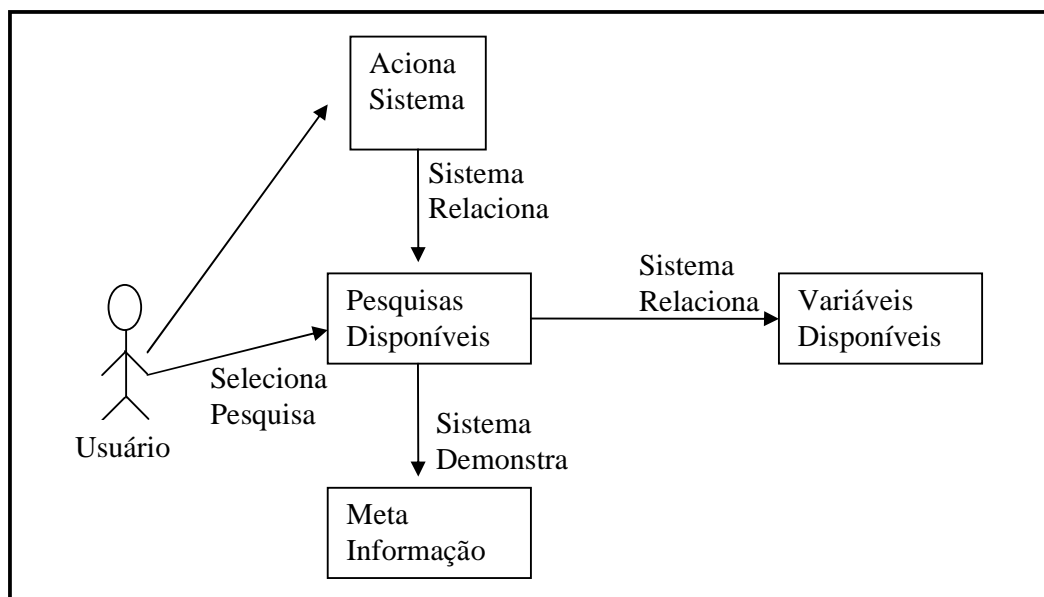 Aciona
Sistema
Sistema
Relaciona
Pesquisas
Disponíveis
Sistema
Relaciona
Variáveis
Disponíveis
Seleciona
Pesquisa
Usuário
Sistema
Demonstra
Meta
Informação